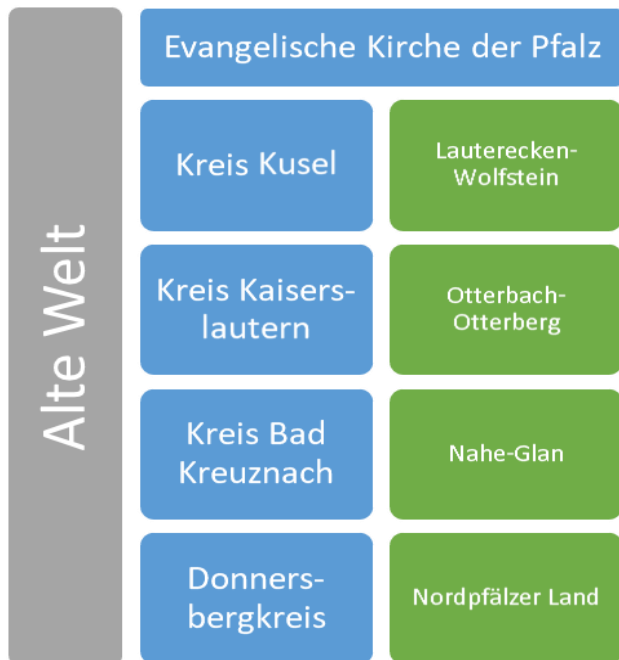 Alte Welt
Evangelische Kirche der Pfalz
Kreis Kusel
Lauterecken-
Wolfstein
Kreis Kaisers-
lautern
Otterbach-
Otterberg
Kreis Bad
Kreuznach
Nahe-Glan
Donners-
bergkreis
Nordpfälzer Land